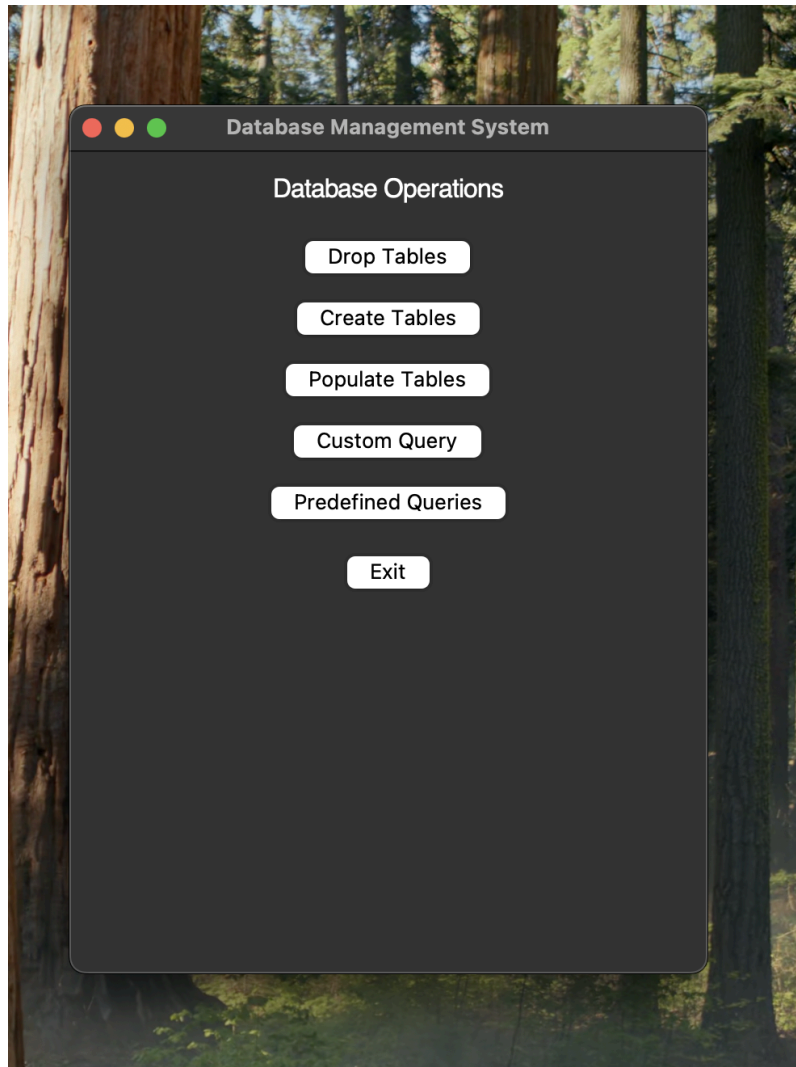 Database Management System
Database Operations
Drop Tables
Create Tables
Populate Tables
Custom Query
Predefined Queries
Exit